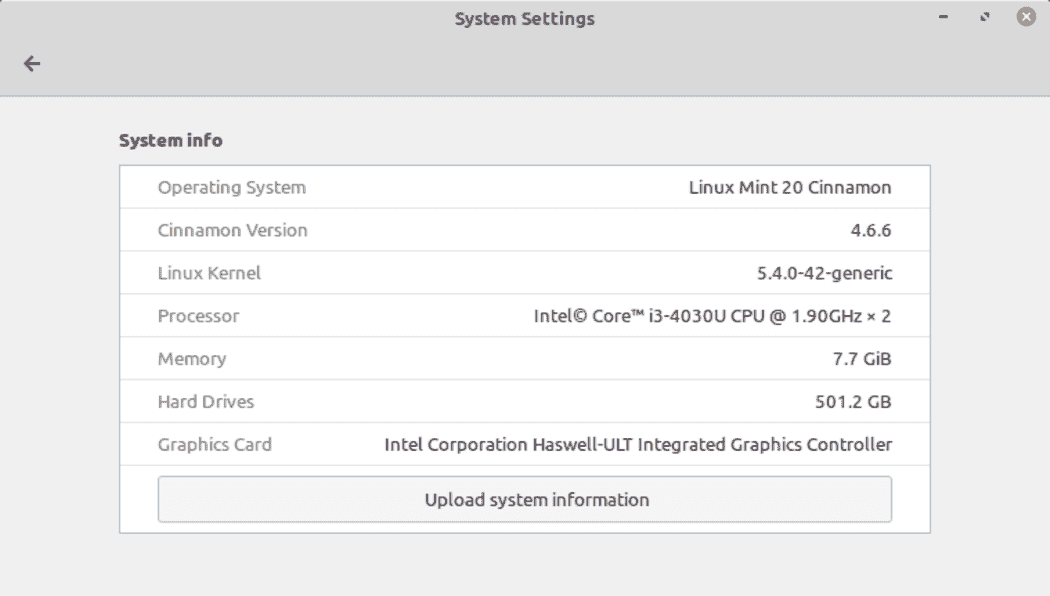 System Settings
System info
Operating System Linux Mint 20 Cinnamon
Cinnamon Version 4.6.6
Linux Kernel 5.4.0-42-generic
Processor Intel© Core™ i3-4030U CPU @ 1.90GHz × 2
Memory 7.7 GiB
Hard Drives 501.2 GB
Graphics Card Intel Corporation Haswell-ULT Integrated Graphics Controller
Upload system information